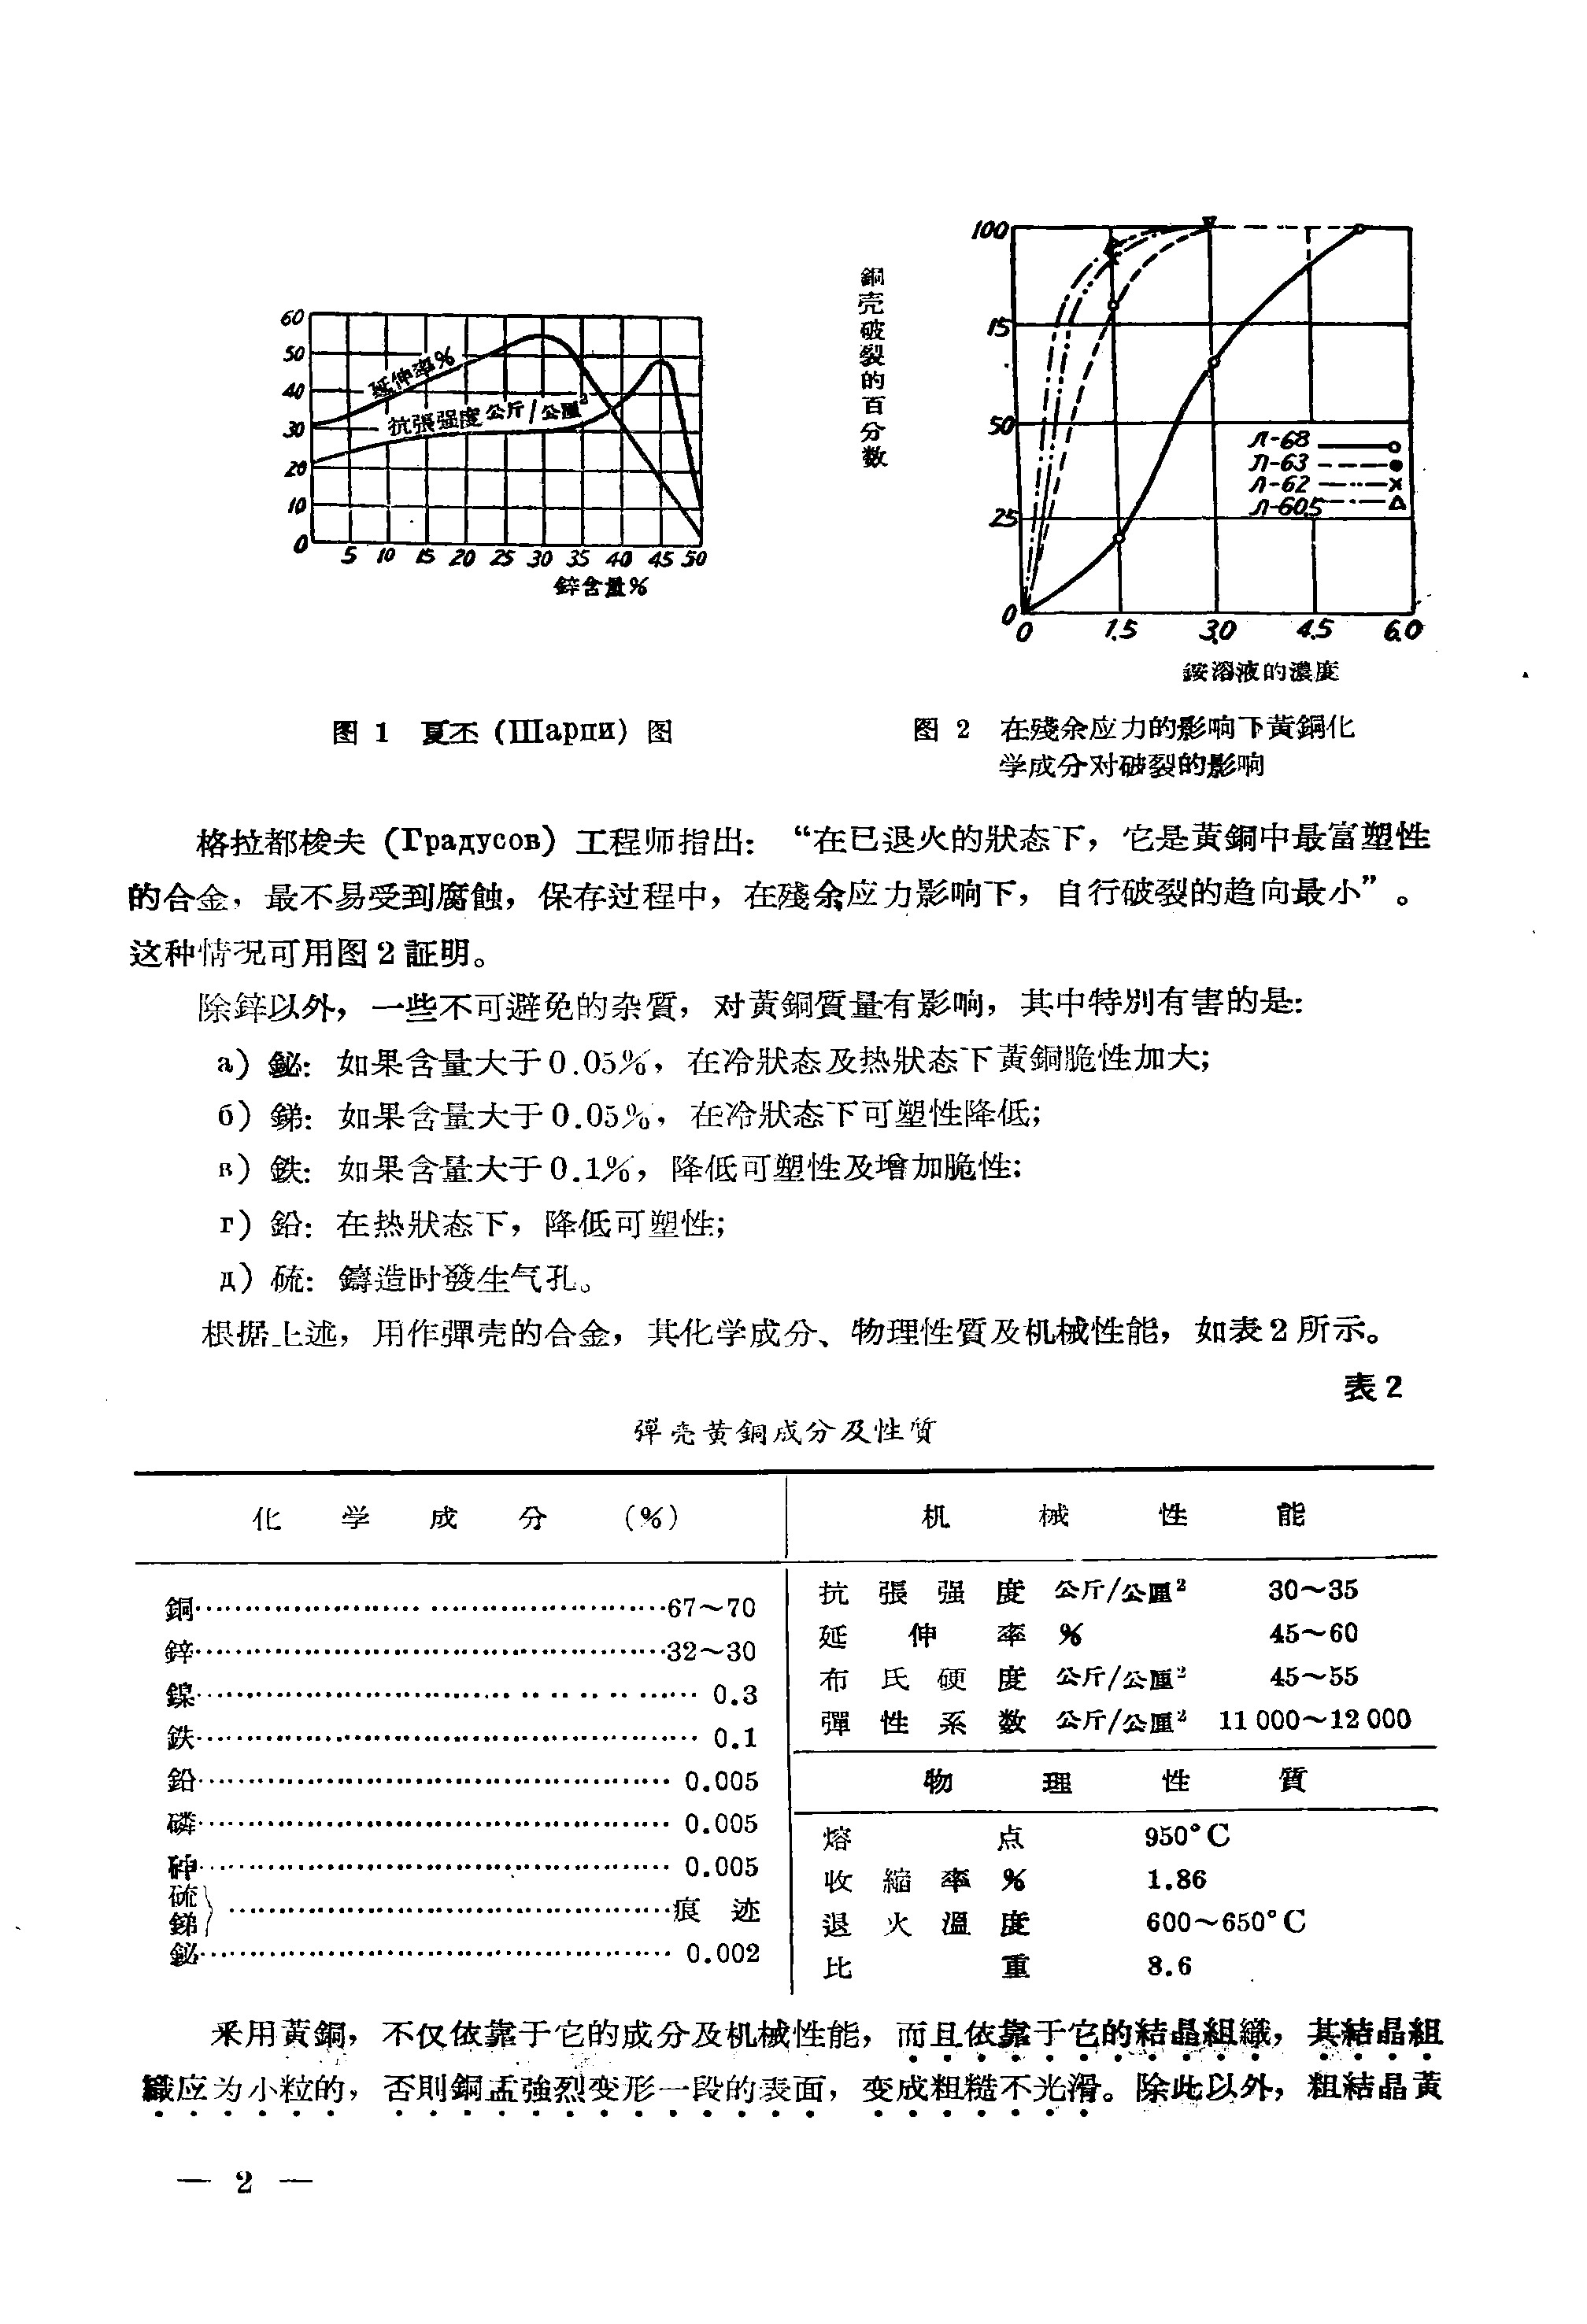 60
50
40
30
20
10
0
延伸率%
抗張强度公斤/公厘²
5 10 15 20 25 30 35 40 45 50
鋅含量%
图 1 夏丕 (Шарпи) 图
銅壳破裂的百分数
100
75
50
25
0
Л-68
Л-63
Л-62
Л-60.5
0 1.5 3.0 4.5 6.0
銨溶液的濃度
图 2 在殘余应力的影响下黃銅化
学成分对破裂的影响
格拉都梭夫 (Градусов) 工程师指出: “在已退火的狀态下, 它是黃銅中最富塑性
的合金, 最不易受到腐蝕, 保存过程中, 在殘余应力影响下, 自行破裂的趋向最小”。
这种情况可用图 2 証明。
除鋅以外, 一些不可避免的杂質, 对黃銅質量有影响, 其中特別有害的是:
а) 鉍: 如果含量大于0.05%, 在冷狀态及热狀态下黃銅脆性加大;
б) 銻: 如果含量大于0.05%, 在冷狀态下可塑性降低;
в) 鉄: 如果含量大于0.1%, 降低可塑性及增加脆性:
г) 鉛: 在热狀态下, 降低可塑性;
д) 硫: 鑄造时發生气孔。
根据上述, 用作彈壳的合金, 其化学成分、物理性質及机械性能, 如表2所示。
表 2
彈壳黃銅成分及性質
化学成分 (%)
銅……67～70
鋅……32～30
鎳……0.3
鉄……0.1
鉛……0.005
磷……0.005
砷……0.005
硫
銻}……痕迹
鉍……0.002
机械性能
抗張强度 公斤/公厘² 30～35
延伸率 % 45～60
布氏硬度 公斤/公厘² 45～55
彈性系数 公斤/公厘² 11 000～12 000
物理性質
熔点 950°C
收縮率 % 1.86
退火溫度 600～650°C
比重 8.6
釆用黃銅, 不仅依靠于它的成分及机械性能, 而且依靠于它的結晶組織, 其結晶組
織应为小粒的, 否則銅盂強烈变形一段的表面, 变成粗糙不光滑。除此以外, 粗結晶黃
— 2 —